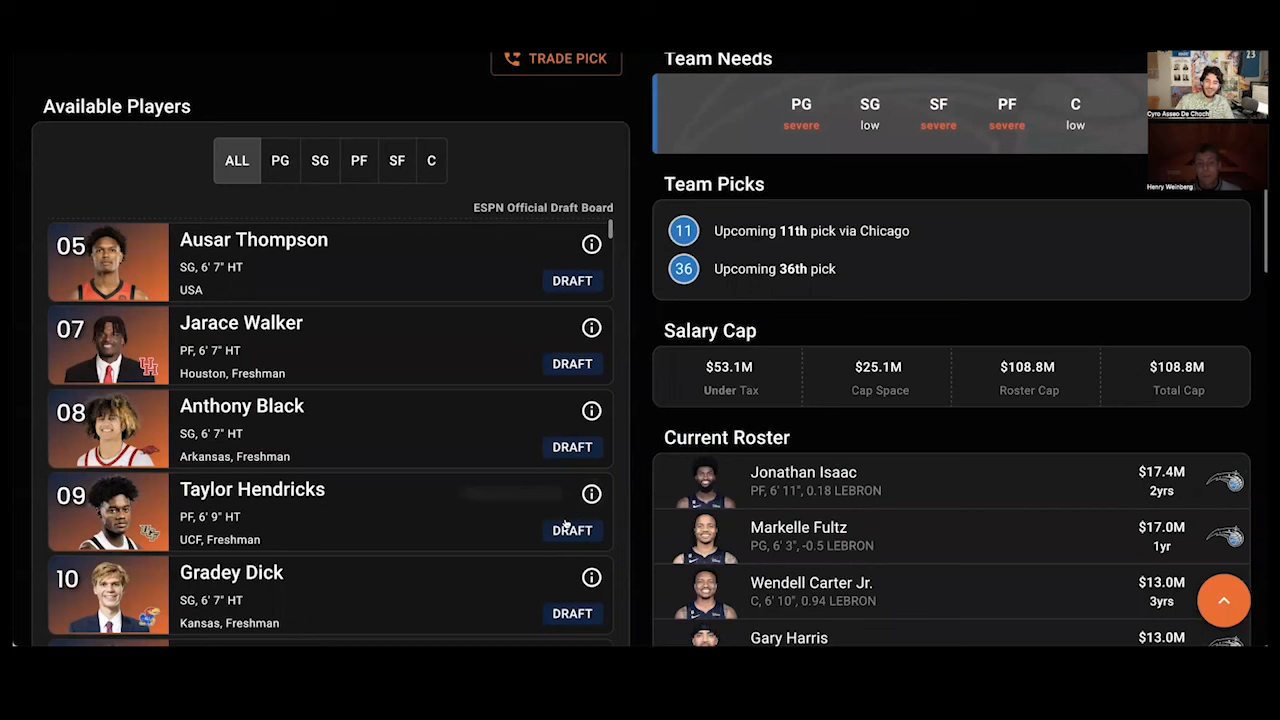 TRADE PICK
Available Players
ALL PG SG PF SF C
ESPN Official Draft Board
05 Ausar Thompson
SG, 6' 7" HT
USA
DRAFT
07 Jarace Walker
PF, 6' 7" HT
Houston, Freshman
DRAFT
08 Anthony Black
SG, 6' 7" HT
Arkansas, Freshman
DRAFT
09 Taylor Hendricks
PF, 6' 9" HT
UCF, Freshman
DRAFT
10 Gradey Dick
SG, 6' 7" HT
Kansas, Freshman
DRAFT
Team Needs
PG SG SF PF C
severe low severe severe low
Team Picks
11 Upcoming 11th pick via Chicago
36 Upcoming 36th pick
Salary Cap
$53.1M $25.1M $108.8M $108.8M
Under Tax Cap Space Roster Cap Total Cap
Current Roster
Jonathan Isaac $17.4M
PF, 6' 11", 0.18 LEBRON 2yrs
Markelle Fultz $17.0M
PG, 6' 3", -0.5 LEBRON 1yr
Wendell Carter Jr. $13.0M
C, 6' 10", 0.94 LEBRON 3yrs
Gary Harris $13.0M
23
Cyro Asseo De Choch
Henry Weinberg